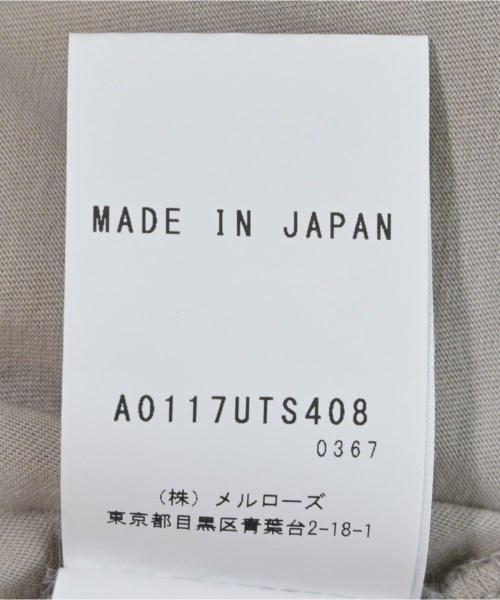 MADE IN JAPAN
A0117UTS408
0367
（株）メルローズ
東京都目黒区青葉台2-18-1